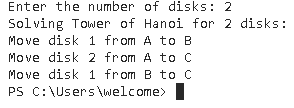 Enter the number of disks: 2
Solving Tower of Hanoi for 2 disks:
Move disk 1 from A to B
Move disk 2 from A to C
Move disk 1 from B to C
PS C:\Users\welcome>